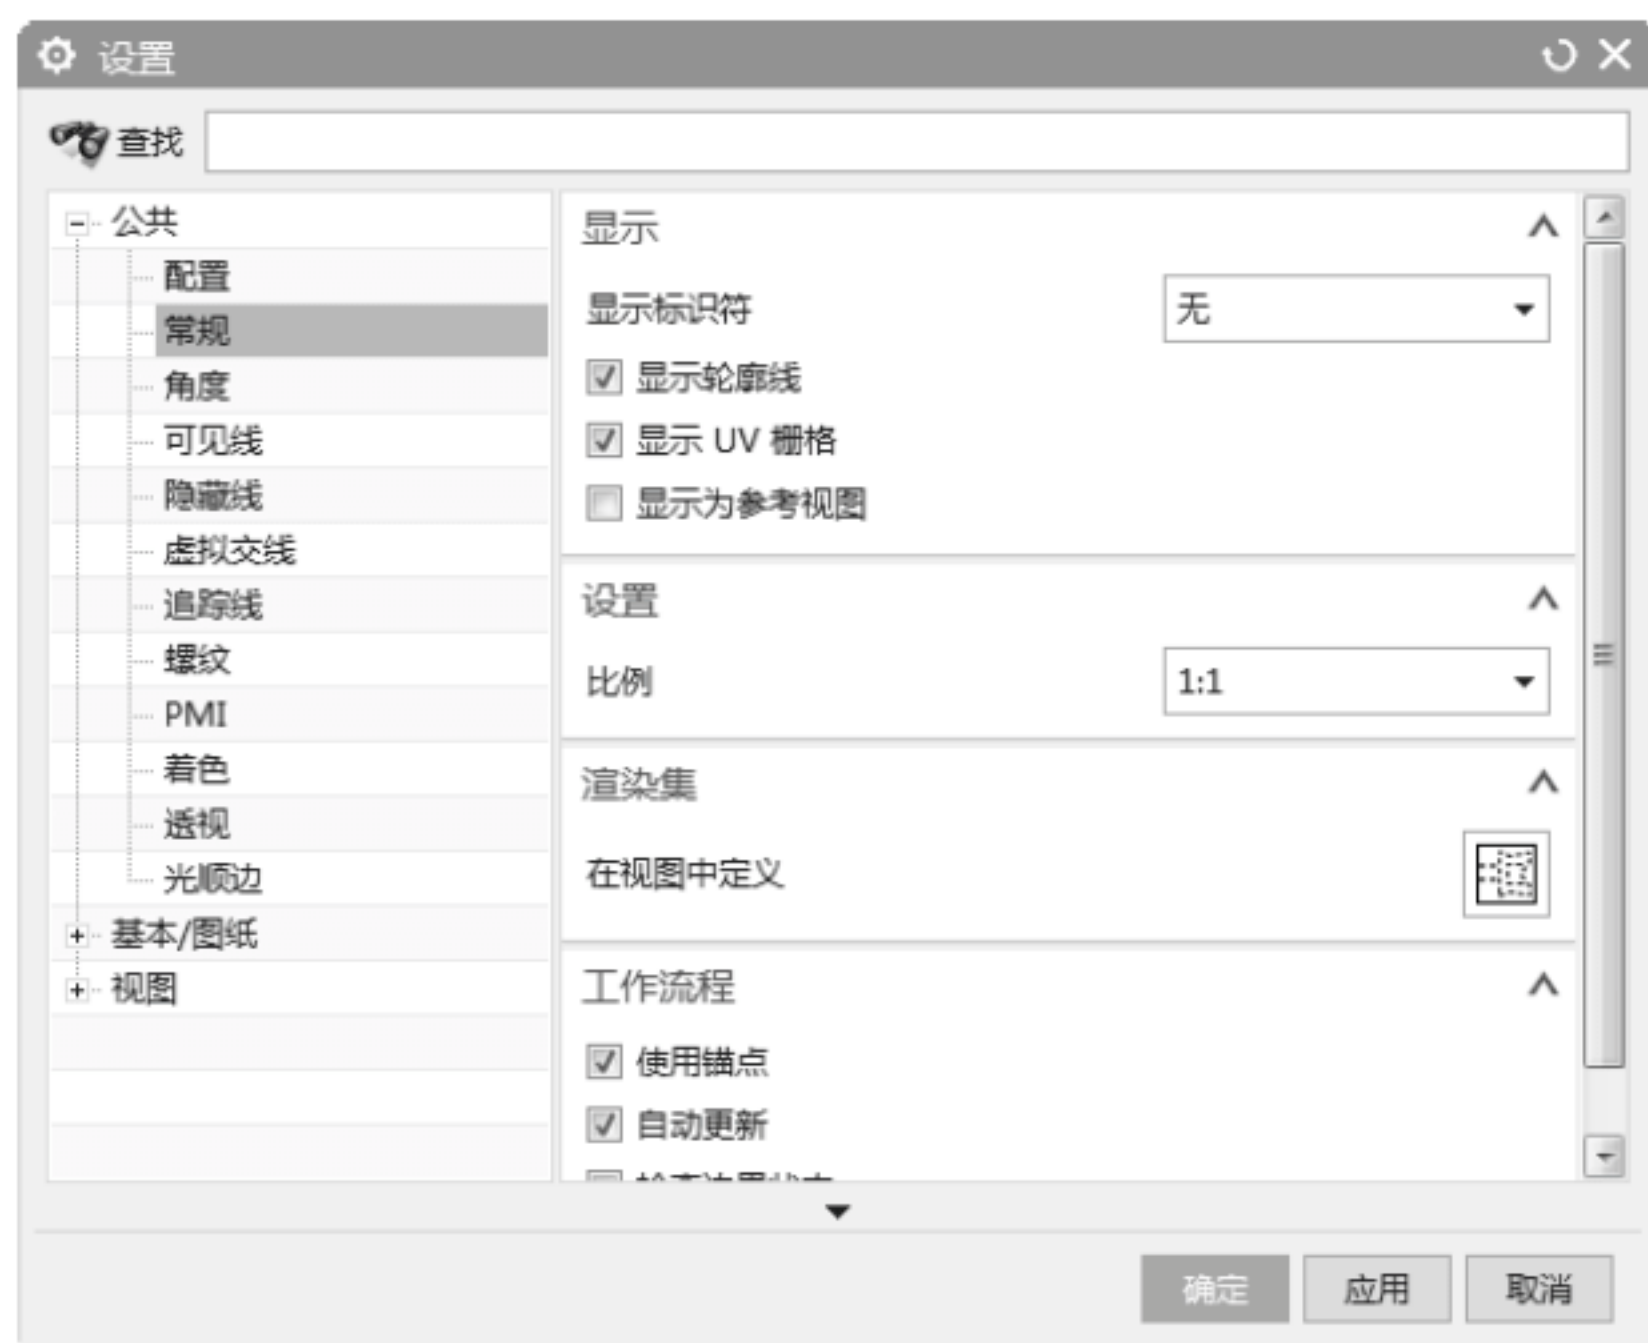 设置
查找
公共
配置
常规
角度
可见线
隐藏线
虚拟交线
追踪线
螺纹
PMI
着色
透视
光顺边
基本/图纸
视图
显示
显示标识符 无
显示轮廓线
显示 UV 栅格
显示为参考视图
设置
比例 1:1
渲染集
在视图中定义
工作流程
使用锚点
自动更新
确定 应用 取消